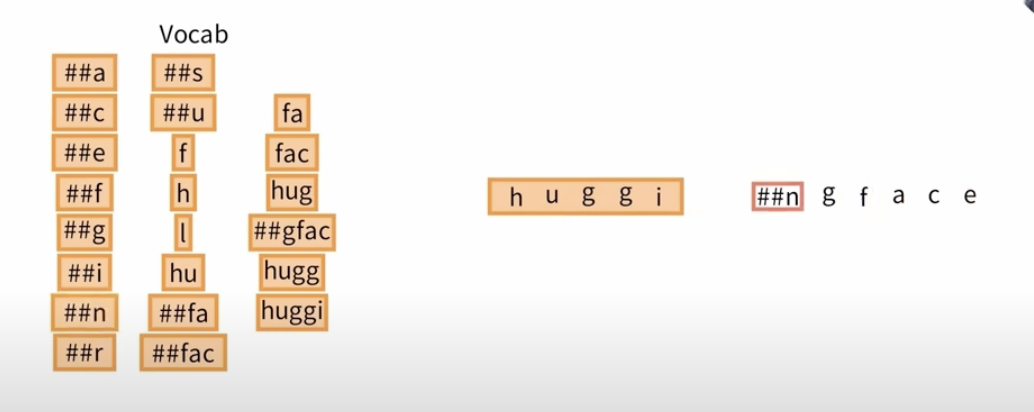 Vocab
##a
##c
##e
##f
##g
##i
##n
##r
##s
##u
f
h
l
hu
##fa
##fac
fa
fac
hug
##gfac
hugg
huggi
h u g g i
##n g f a c e